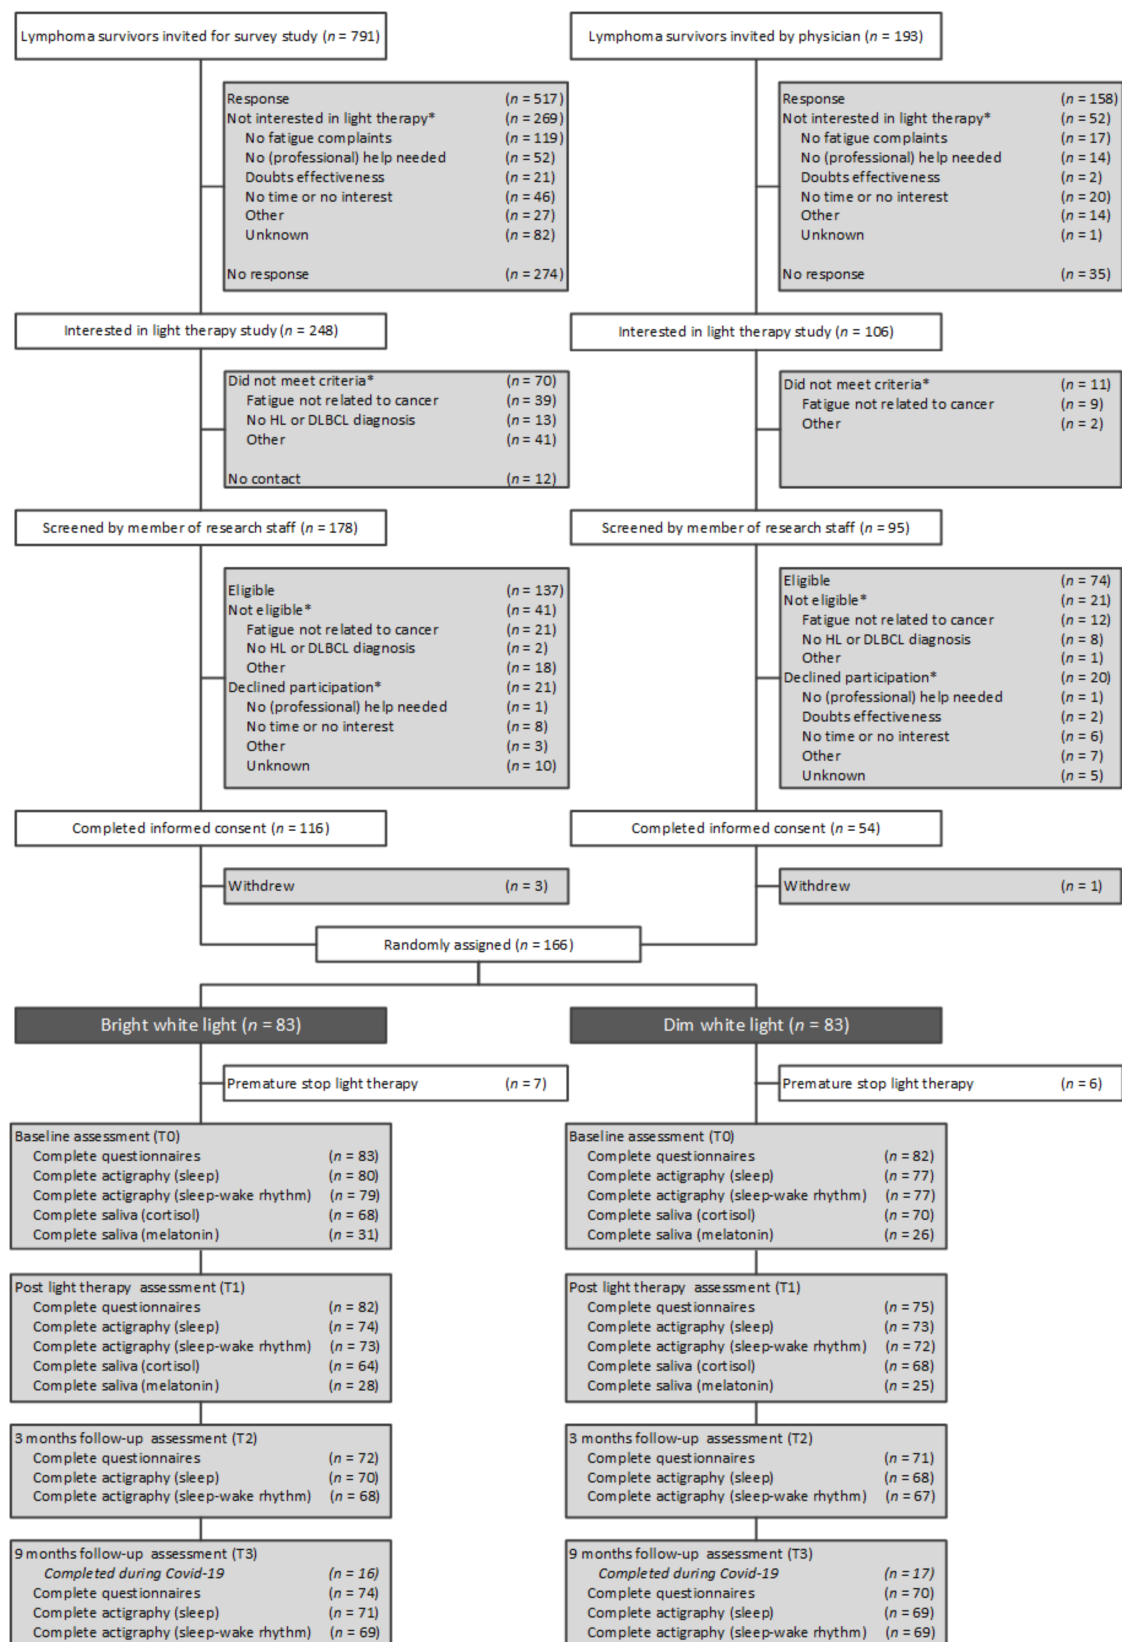 Lymphoma survivors invited for survey study (n = 791)
Response (n = 517)
Not interested in light therapy* (n = 269)
No fatigue complaints (n = 119)
No (professional) help needed (n = 52)
Doubts effectiveness (n = 21)
No time or no interest (n = 46)
Other (n = 27)
Unknown (n = 82)
No response (n = 274)
Interested in light therapy study (n = 248)
Did not meet criteria* (n = 70)
Fatigue not related to cancer (n = 39)
No HL or DLBCL diagnosis (n = 13)
Other (n = 41)
No contact (n = 12)
Screened by member of research staff (n = 178)
Eligible (n = 137)
Not eligible* (n = 41)
Fatigue not related to cancer (n = 21)
No HL or DLBCL diagnosis (n = 2)
Other (n = 18)
Declined participation* (n = 21)
No (professional) help needed (n = 1)
No time or no interest (n = 8)
Other (n = 3)
Unknown (n = 10)
Completed informed consent (n = 116)
Withdrew (n = 3)
Lymphoma survivors invited by physician (n = 193)
Response (n = 158)
Not interested in light therapy* (n = 52)
No fatigue complaints (n = 17)
No (professional) help needed (n = 14)
Doubts effectiveness (n = 2)
No time or no interest (n = 20)
Other (n = 14)
Unknown (n = 1)
No response (n = 35)
Interested in light therapy study (n = 106)
Did not meet criteria* (n = 11)
Fatigue not related to cancer (n = 9)
Other (n = 2)
Screened by member of research staff (n = 95)
Eligible (n = 74)
Not eligible* (n = 21)
Fatigue not related to cancer (n = 12)
No HL or DLBCL diagnosis (n = 8)
Other (n = 1)
Declined participation* (n = 20)
No (professional) help needed (n = 1)
Doubts effectiveness (n = 2)
No time or no interest (n = 6)
Other (n = 7)
Unknown (n = 5)
Completed informed consent (n = 54)
Withdrew (n = 1)
Randomly assigned (n = 166)
Bright white light (n = 83)
Premature stop light therapy (n = 7)
Baseline assessment (T0)
Complete questionnaires (n = 83)
Complete actigraphy (sleep) (n = 80)
Complete actigraphy (sleep-wake rhythm) (n = 79)
Complete saliva (cortisol) (n = 68)
Complete saliva (melatonin) (n = 31)
Post light therapy assessment (T1)
Complete questionnaires (n = 82)
Complete actigraphy (sleep) (n = 74)
Complete actigraphy (sleep-wake rhythm) (n = 73)
Complete saliva (cortisol) (n = 64)
Complete saliva (melatonin) (n = 28)
3 months follow-up assessment (T2)
Complete questionnaires (n = 72)
Complete actigraphy (sleep) (n = 70)
Complete actigraphy (sleep-wake rhythm) (n = 68)
9 months follow-up assessment (T3)
Completed during Covid-19 (n = 16)
Complete questionnaires (n = 74)
Complete actigraphy (sleep) (n = 71)
Complete actigraphy (sleep-wake rhythm) (n = 69)
Dim white light (n = 83)
Premature stop light therapy (n = 6)
Baseline assessment (T0)
Complete questionnaires (n = 82)
Complete actigraphy (sleep) (n = 77)
Complete actigraphy (sleep-wake rhythm) (n = 77)
Complete saliva (cortisol) (n = 70)
Complete saliva (melatonin) (n = 26)
Post light therapy assessment (T1)
Complete questionnaires (n = 75)
Complete actigraphy (sleep) (n = 73)
Complete actigraphy (sleep-wake rhythm) (n = 72)
Complete saliva (cortisol) (n = 68)
Complete saliva (melatonin) (n = 25)
3 months follow-up assessment (T2)
Complete questionnaires (n = 71)
Complete actigraphy (sleep) (n = 68)
Complete actigraphy (sleep-wake rhythm) (n = 67)
9 months follow-up assessment (T3)
Completed during Covid-19 (n = 17)
Complete questionnaires (n = 70)
Complete actigraphy (sleep) (n = 69)
Complete actigraphy (sleep-wake rhythm) (n = 69)